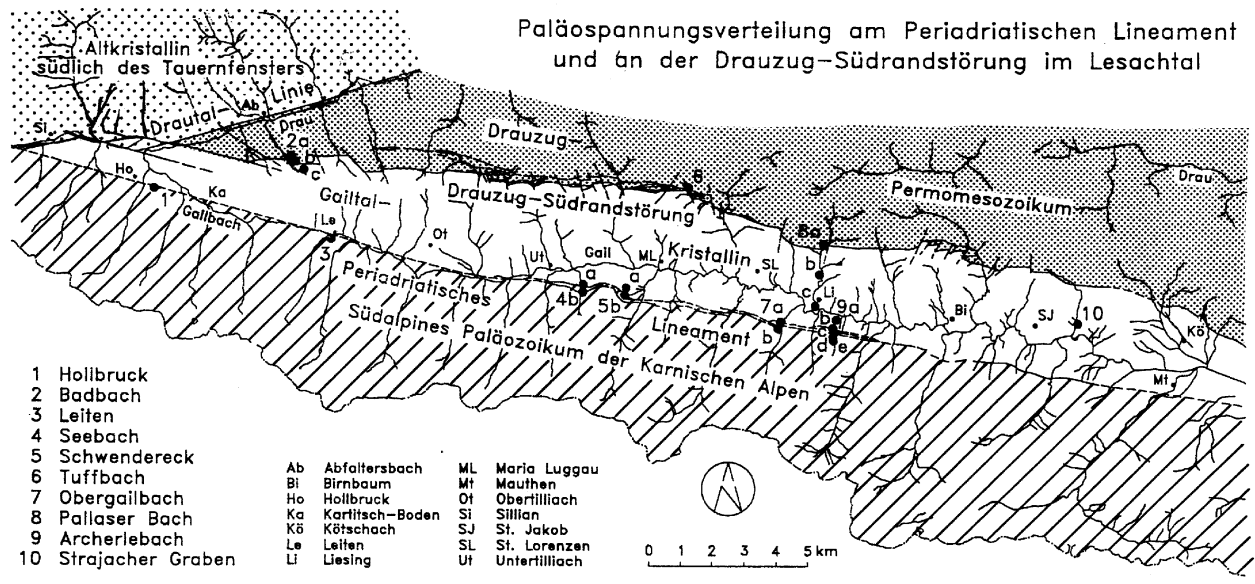 Paläospannungsverteilung am Periadriatischen Lineament
und an der Drauzug-Südrandstörung im Lesachtal
Altkristallin
südlich des Tauernfensters
Drautal-Linie
Ab
Si
Drau
2a
b
c
Drauzug-
Permomesozoikum
Drau
6
Ho
1
Ka
Gailbach
Gailtal-
Drauzug-Südrandstörung
Kristallin
Le
3
Ot
Ut
Gail
ML
SL
8a
b
c
Li
a
4b
a
5b
7a
b
9a
b
c
d
e
Bi
SJ
10
Kö
Mt
Periadriatisches
Lineament
Südalpines Paläozoikum der Karnischen Alpen
1 Hollbruck
2 Badbach
3 Leiten
4 Seebach
5 Schwendereck
6 Tuffbach
7 Obergailbach
8 Pallaser Bach
9 Archerlebach
10 Strajacher Graben
Ab Abfaltersbach
Bi Birnbaum
Ho Hollbruck
Ka Kartitsch-Boden
Kö Kötschach
Le Leiten
Li Liesing
ML Maria Luggau
Mt Mauthen
Ot Obertilliach
Si Sillian
SJ St. Jakob
SL St. Lorenzen
Ut Untertilliach
0 1 2 3 4 5 km